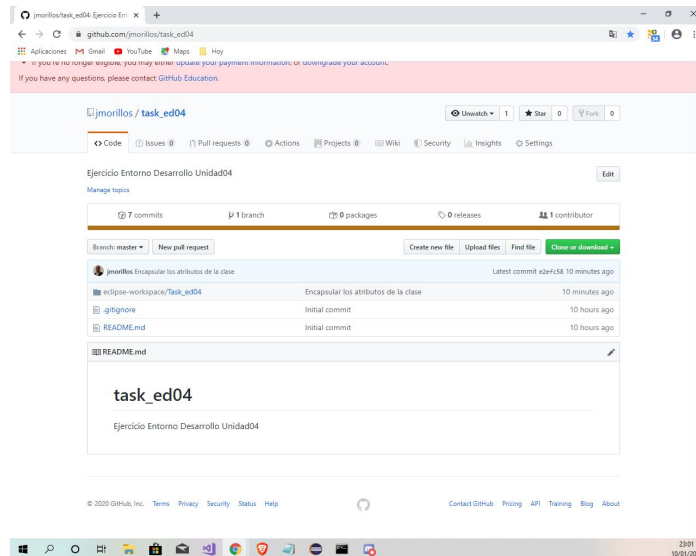 jmorillos/task_ed04: Ejercicio Ent
github.com/jmorillos/task_ed04
Aplicaciones Gmail YouTube Maps Hoy
If you're no longer eligible, you may either update your payment information, or downgrade your account.
If you have any questions, please contact GitHub Education.
jmorillos / task_ed04
Unwatch 1 Star 0 Fork 0
Code Issues 0 Pull requests 0 Actions Projects 0 Wiki Security Insights Settings
Ejercicio Entorno Desarrollo Unidad04
Edit
Manage topics
7 commits 1 branch 0 packages 0 releases 1 contributor
Branch: master New pull request Create new file Upload files Find file Clone or download
jmorillos Encapsular los atributos de la clase Latest commit e2efc58 10 minutes ago
eclipse-workspace/Task_ed04 Encapsular los atributos de la clase 10 minutes ago
.gitignore Initial commit 10 hours ago
README.md Initial commit 10 hours ago
README.md
task_ed04
Ejercicio Entorno Desarrollo Unidad04
© 2020 GitHub, Inc. Terms Privacy Security Status Help Contact GitHub Pricing API Training Blog About
23:01
10/01/20